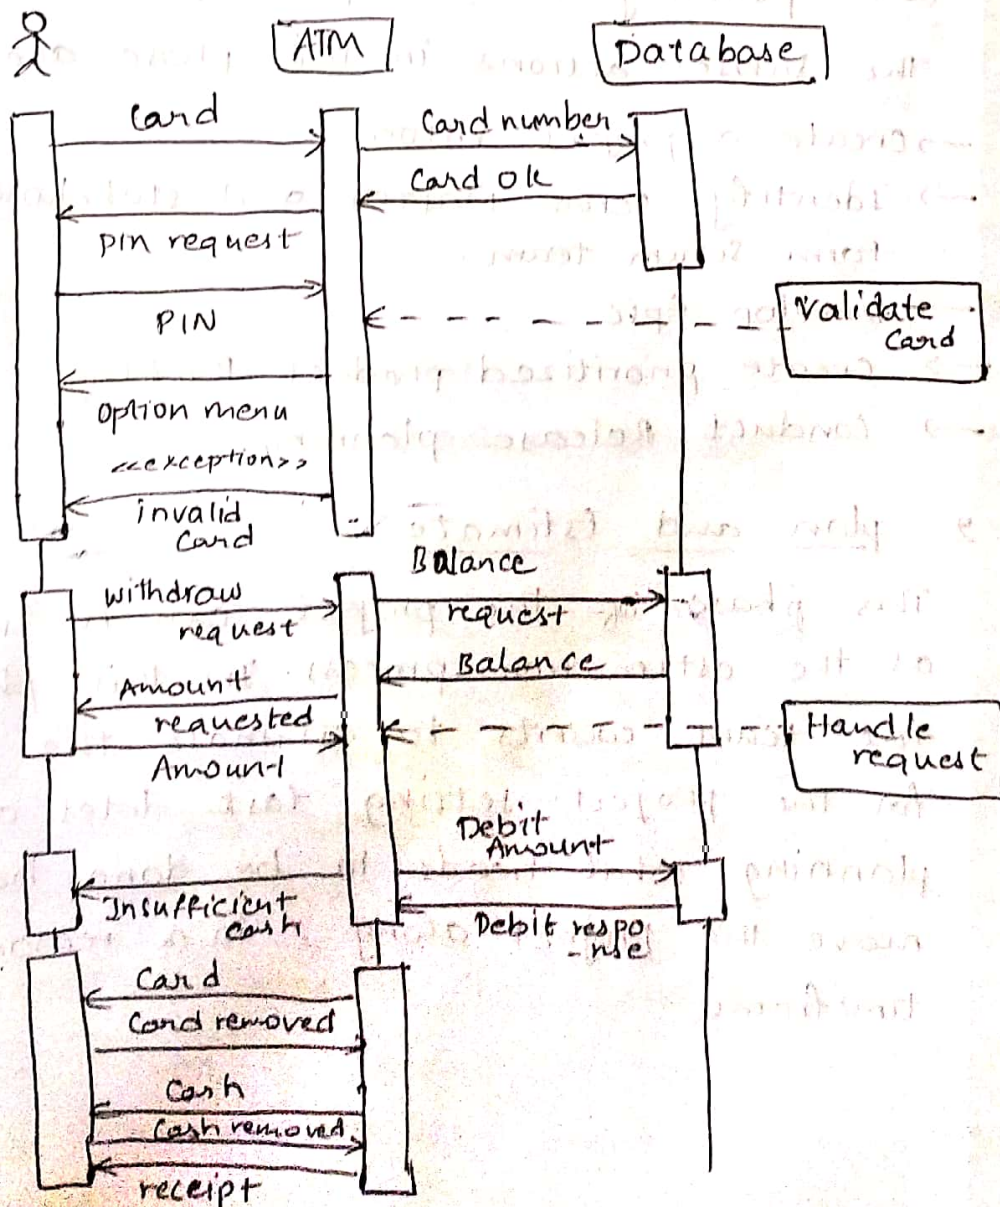 ATM
Database
Card
Card number
Card ok
pin request
PIN
Validate
Card
option menu
<<exception>>
invalid
Card
Balance
request
withdraw
request
Balance
Amount
requested
Amount
Handle
request
Debit
Amount
Insufficient
cash
Debit respo
-nse
Card
Card removed
Cash
Cash removed
receipt